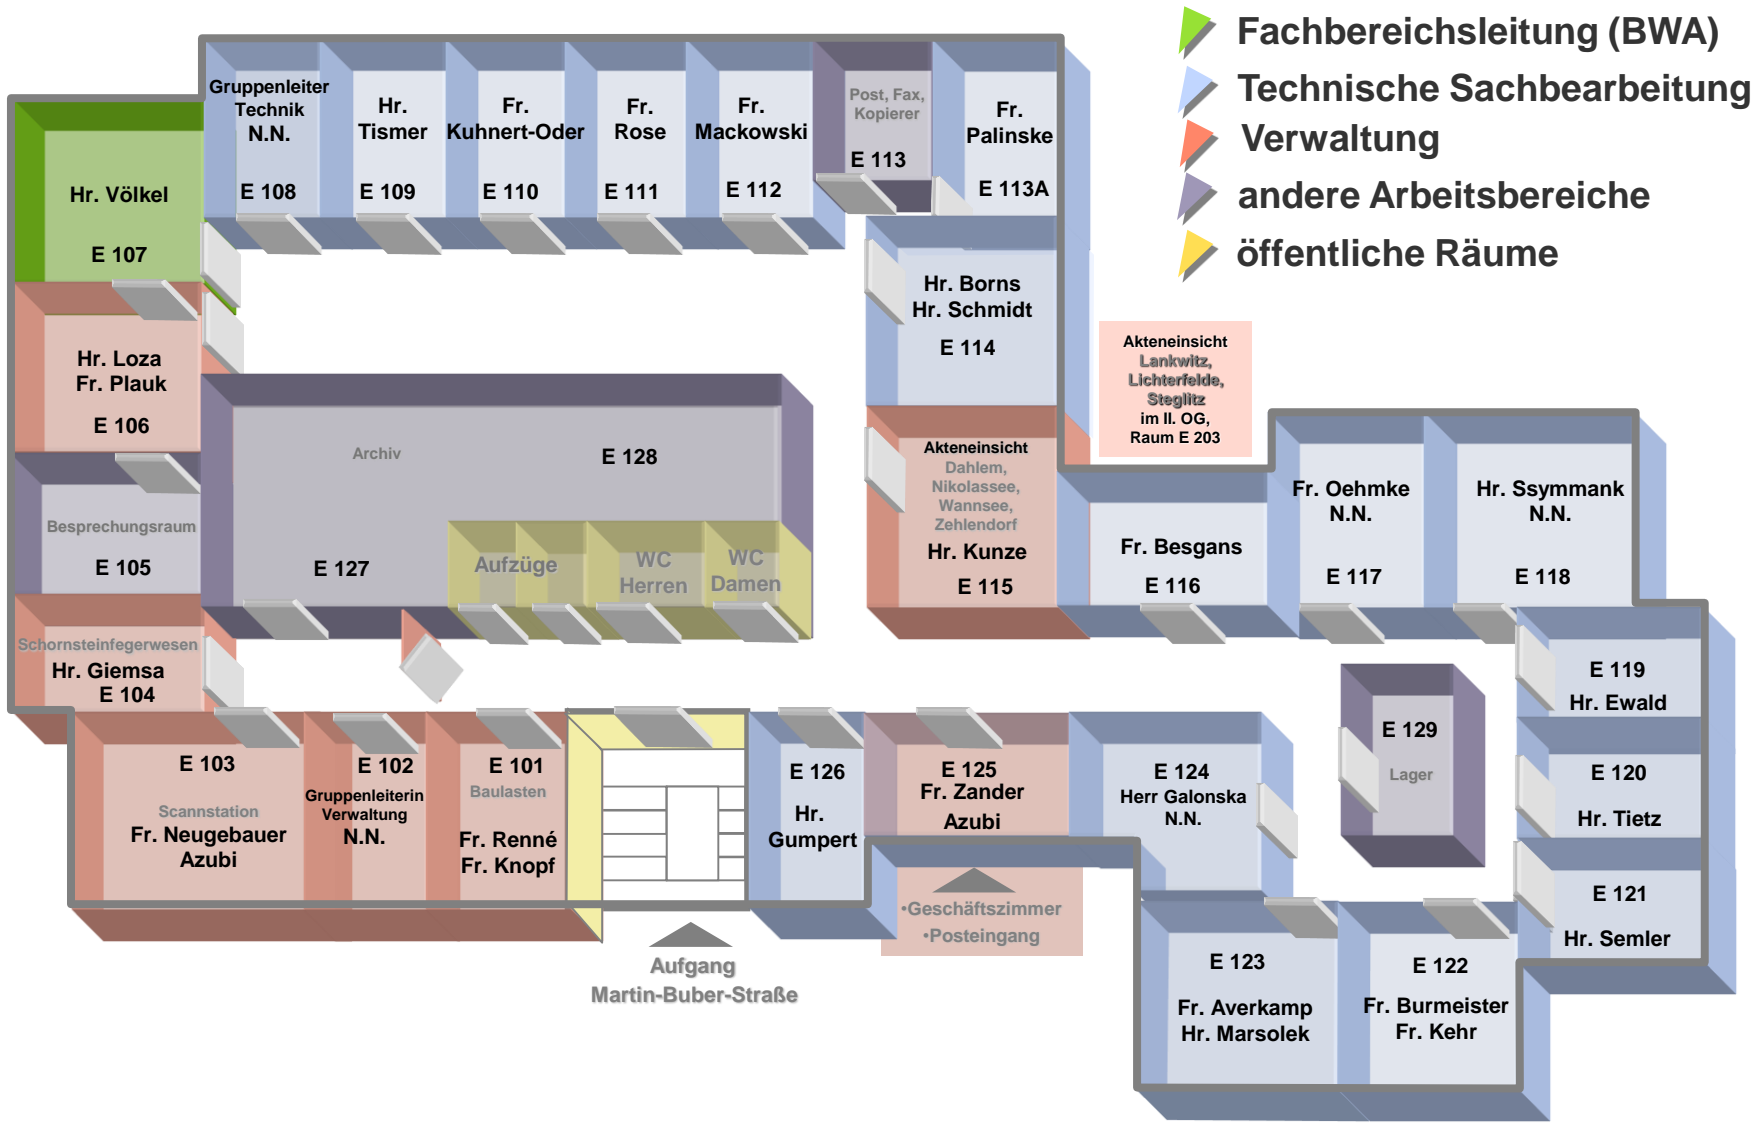 Fachbereichsleitung (BWA)
Technische Sachbearbeitung
Verwaltung
andere Arbeitsbereiche
öffentliche Räume
Gruppenleiter
Technik
N.N.
E 108
Hr.
Tismer
E 109
Fr.
Kuhnert-Oder
E 110
Fr.
Rose
E 111
Fr.
Mackowski
E 112
Post, Fax,
Kopierer
E 113
Fr.
Palinske
E 113A
Hr. Völkel
E 107
Hr. Loza
Fr. Plauk
E 106
Besprechungsraum
E 105
Schornsteinfegerwesen
Hr. Giemsa
E 104
Archiv
E 128
E 127
Aufzüge
WC
Herren
WC
Damen
Hr. Borns
Hr. Schmidt
E 114
Akteneinsicht
Dahlem,
Nikolassee,
Wannsee,
Zehlendorf
Hr. Kunze
E 115
Akteneinsicht
Lankwitz,
Lichterfelde,
Steglitz
im II. OG,
Raum E 203
Fr. Besgans
E 116
Fr. Oehmke
N.N.
E 117
Hr. Ssymmank
N.N.
E 118
E 119
Hr. Ewald
E 120
Hr. Tietz
E 121
Hr. Semler
E 129
Lager
E 103
Scannstation
Fr. Neugebauer
Azubi
E 102
Gruppenleiterin
Verwaltung
N.N.
E 101
Baulasten
Fr. Renné
Fr. Knopf
E 126
Hr.
Gumpert
E 125
Fr. Zander
Azubi
E 124
Herr Galonska
N.N.
•Geschäftszimmer
•Posteingang
Aufgang
Martin-Buber-Straße
E 123
Fr. Averkamp
Hr. Marsolek
E 122
Fr. Burmeister
Fr. Kehr